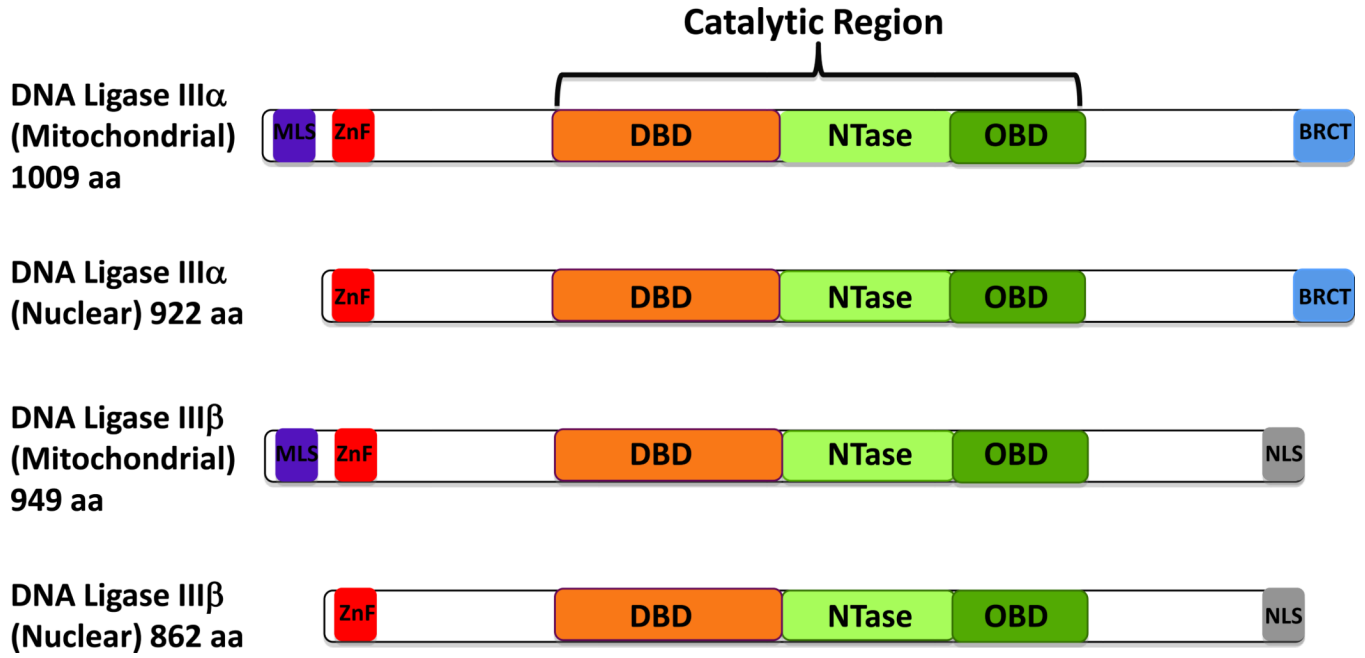 Catalytic Region
DNA Ligase IIIα
(Mitochondrial)
1009 aa
MLS ZnF DBD NTase OBD BRCT
DNA Ligase IIIα
(Nuclear) 922 aa
ZnF DBD NTase OBD BRCT
DNA Ligase IIIβ
(Mitochondrial)
949 aa
MLS ZnF DBD NTase OBD NLS
DNA Ligase IIIβ
(Nuclear) 862 aa
ZnF DBD NTase OBD NLS